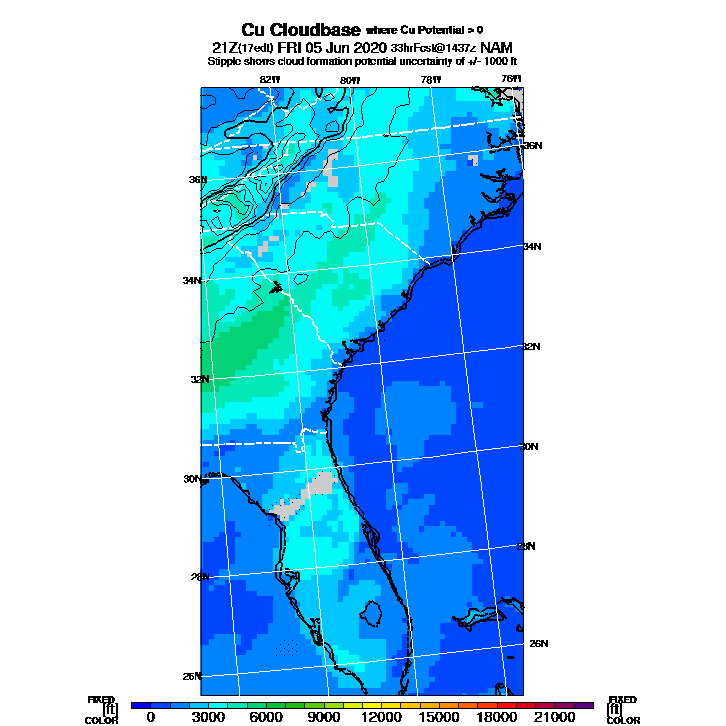 Cu Cloudbase where Cu Potential > 0
21Z(17edt) FRI 05 Jun 2020 33hrFcst@1437z NAM
Stipple shows cloud formation potential uncertainty of +/- 1000 ft
82W 80W 78W 76W
36N
36N
34N
34N
32N
32N
30N
30N
28N
28N
26N
26N
FIXED [ft] COLOR
0 3000 6000 9000 12000 15000 18000 21000
FIXED [ft] COLOR